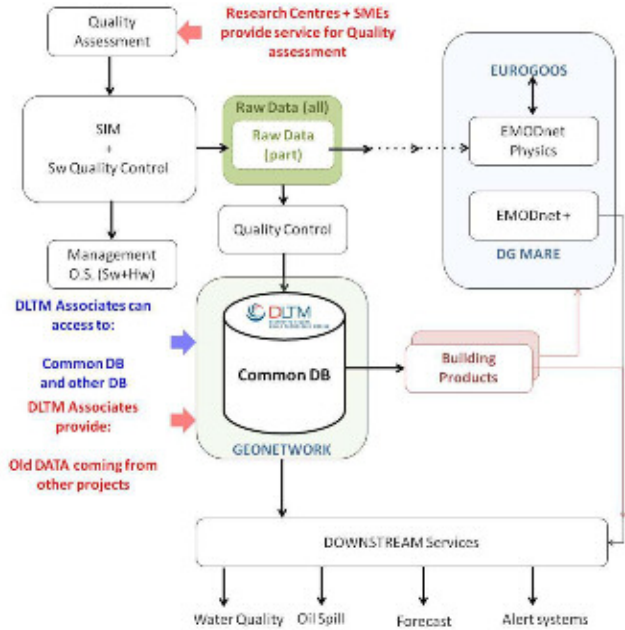 Quality
Assessment
Research Centres + SMEs
provide service for Quality
assessment
SIM
+
Sw Quality Control
Raw Data (all)
Raw Data
(part)
EUROGOOS
EMODnet
Physics
EMODnet +
DG MARE
Management
O.S. (Sw+Hw)
Quality Control
DLTM Associates can
access to:
Common DB
and other DB
DLTM Associates
provide:
Old DATA coming from
other projects
DLTM
Common DB
GEONETWORK
Building
Products
DOWNSTREAM Services
Water Quality
Oil Spill
Forecast
Alert systems